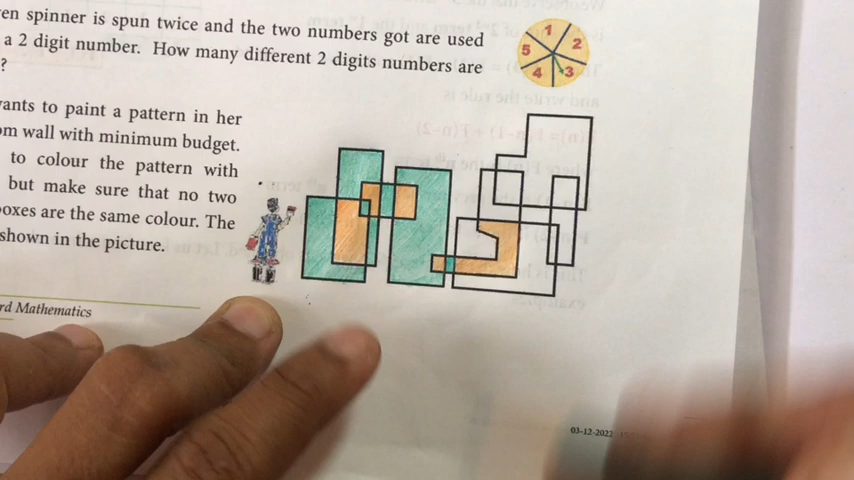 en spinner is spun twice and the two numbers got are used
a 2 digit number. How many different 2 digits numbers are
?
1
2
3
4
5
ants to paint a pattern in her
om wall with minimum budget.
to colour the pattern with
but make sure that no two
oxes are the same colour. The
shown in the picture.
rd Mathematics
03-12-2022